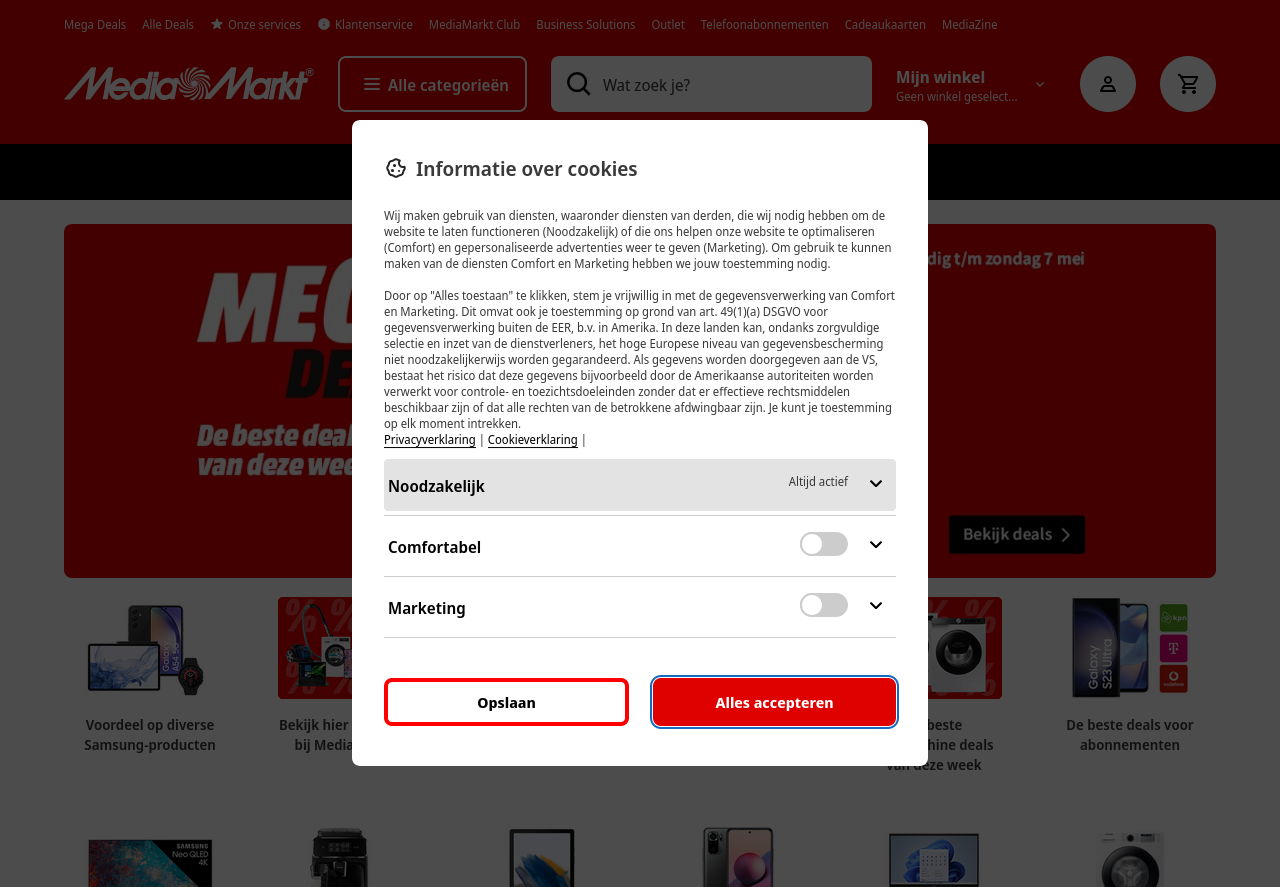 Mega Deals Alle Deals Onze services Klantenservice MediaMarkt Club Business Solutions Outlet Telefoonabonnementen Cadeaukaarten MediaZine
MediaMarkt®
Alle categorieën
Wat zoek je?
Mijn winkel
Geen winkel geselect...
Informatie over cookies
Wij maken gebruik van diensten, waaronder diensten van derden, die wij nodig hebben om de
website te laten functioneren (Noodzakelijk) of die ons helpen onze website te optimaliseren
(Comfort) en gepersonaliseerde advertenties weer te geven (Marketing). Om gebruik te kunnen
maken van de diensten Comfort en Marketing hebben we jouw toestemming nodig.
Door op "Alles toestaan" te klikken, stem je vrijwillig in met de gegevensverwerking van Comfort
en Marketing. Dit omvat ook je toestemming op grond van art. 49(1)(a) DSGVO voor
gegevensverwerking buiten de EER, b.v. in Amerika. In deze landen kan, ondanks zorgvuldige
selectie en inzet van de dienstverleners, het hoge Europese niveau van gegevensbescherming
niet noodzakelijkerwijs worden gegarandeerd. Als gegevens worden doorgegeven aan de VS,
bestaat het risico dat deze gegevens bijvoorbeeld door de Amerikaanse autoriteiten worden
verwerkt voor controle- en toezichtsdoeleinden zonder dat er effectieve rechtsmiddelen
beschikbaar zijn of dat alle rechten van de betrokkene afdwingbaar zijn. Je kunt je toestemming
op elk moment intrekken.
Privacyverklaring | Cookieverklaring |
Noodzakelijk Altijd actief
Comfortabel
Marketing
Opslaan Alles accepteren
De beste deal
van deze wee
dig t/m zondag 7 mei
Bekijk deals
Voordeel op diverse
Samsung-producten
Bekijk hier
bij Media
beste
hine deals
van deze week
Galaxy
S23 Ultra
kpn
vodafone
De beste deals voor
abonnementen
Galaxy
A54 5G
SAMSUNG
Neo QLED
4K